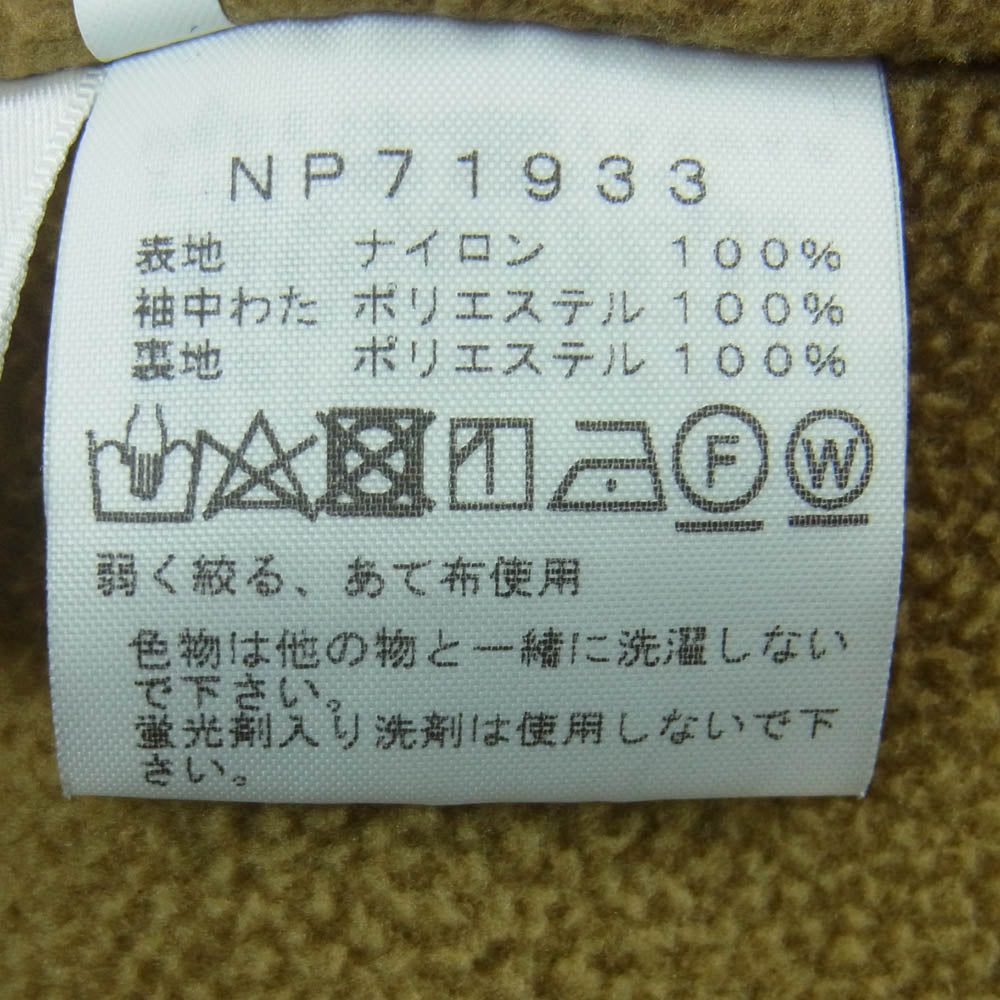 NP71933
表地 ナイロン 100%
袖中わた ポリエステル 100%
裏地 ポリエステル 100%
F W
弱く絞る、あて布使用
色物は他の物と一緒に洗濯しない
で下さい。
蛍光剤入り洗剤は使用しないで下
さい。